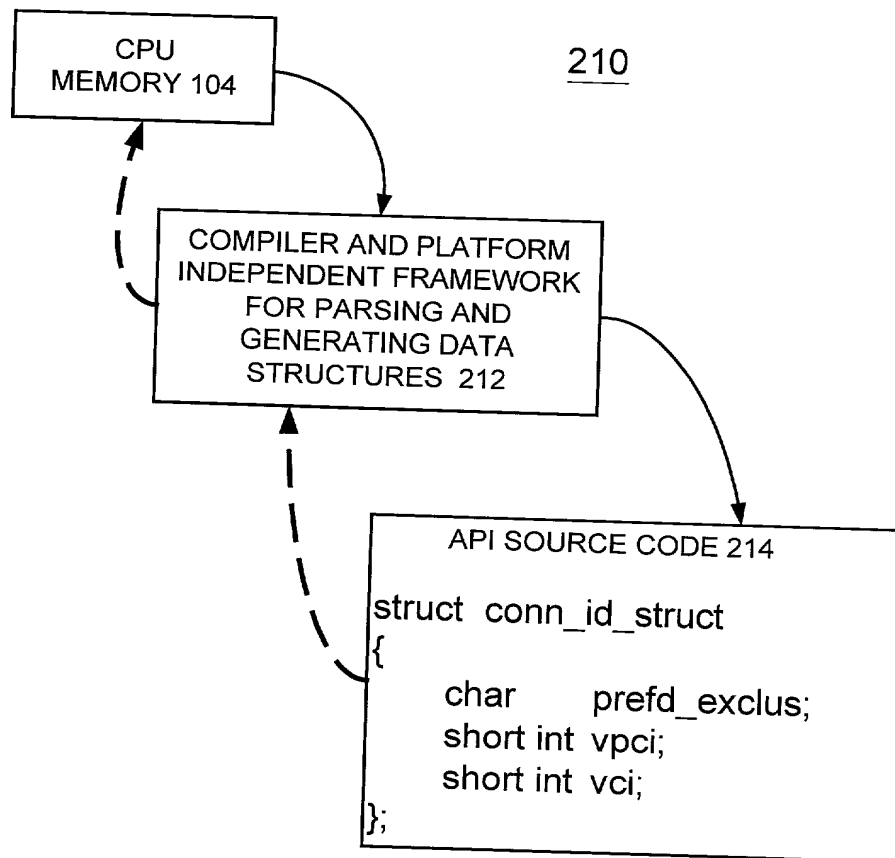 CPU
MEMORY 104
210
COMPILER AND PLATFORM
INDEPENDENT FRAMEWORK
FOR PARSING AND
GENERATING DATA
STRUCTURES 212
API SOURCE CODE 214
struct conn_id_struct
{
char prefd_exclus;
short int vpci;
short int vci;
};